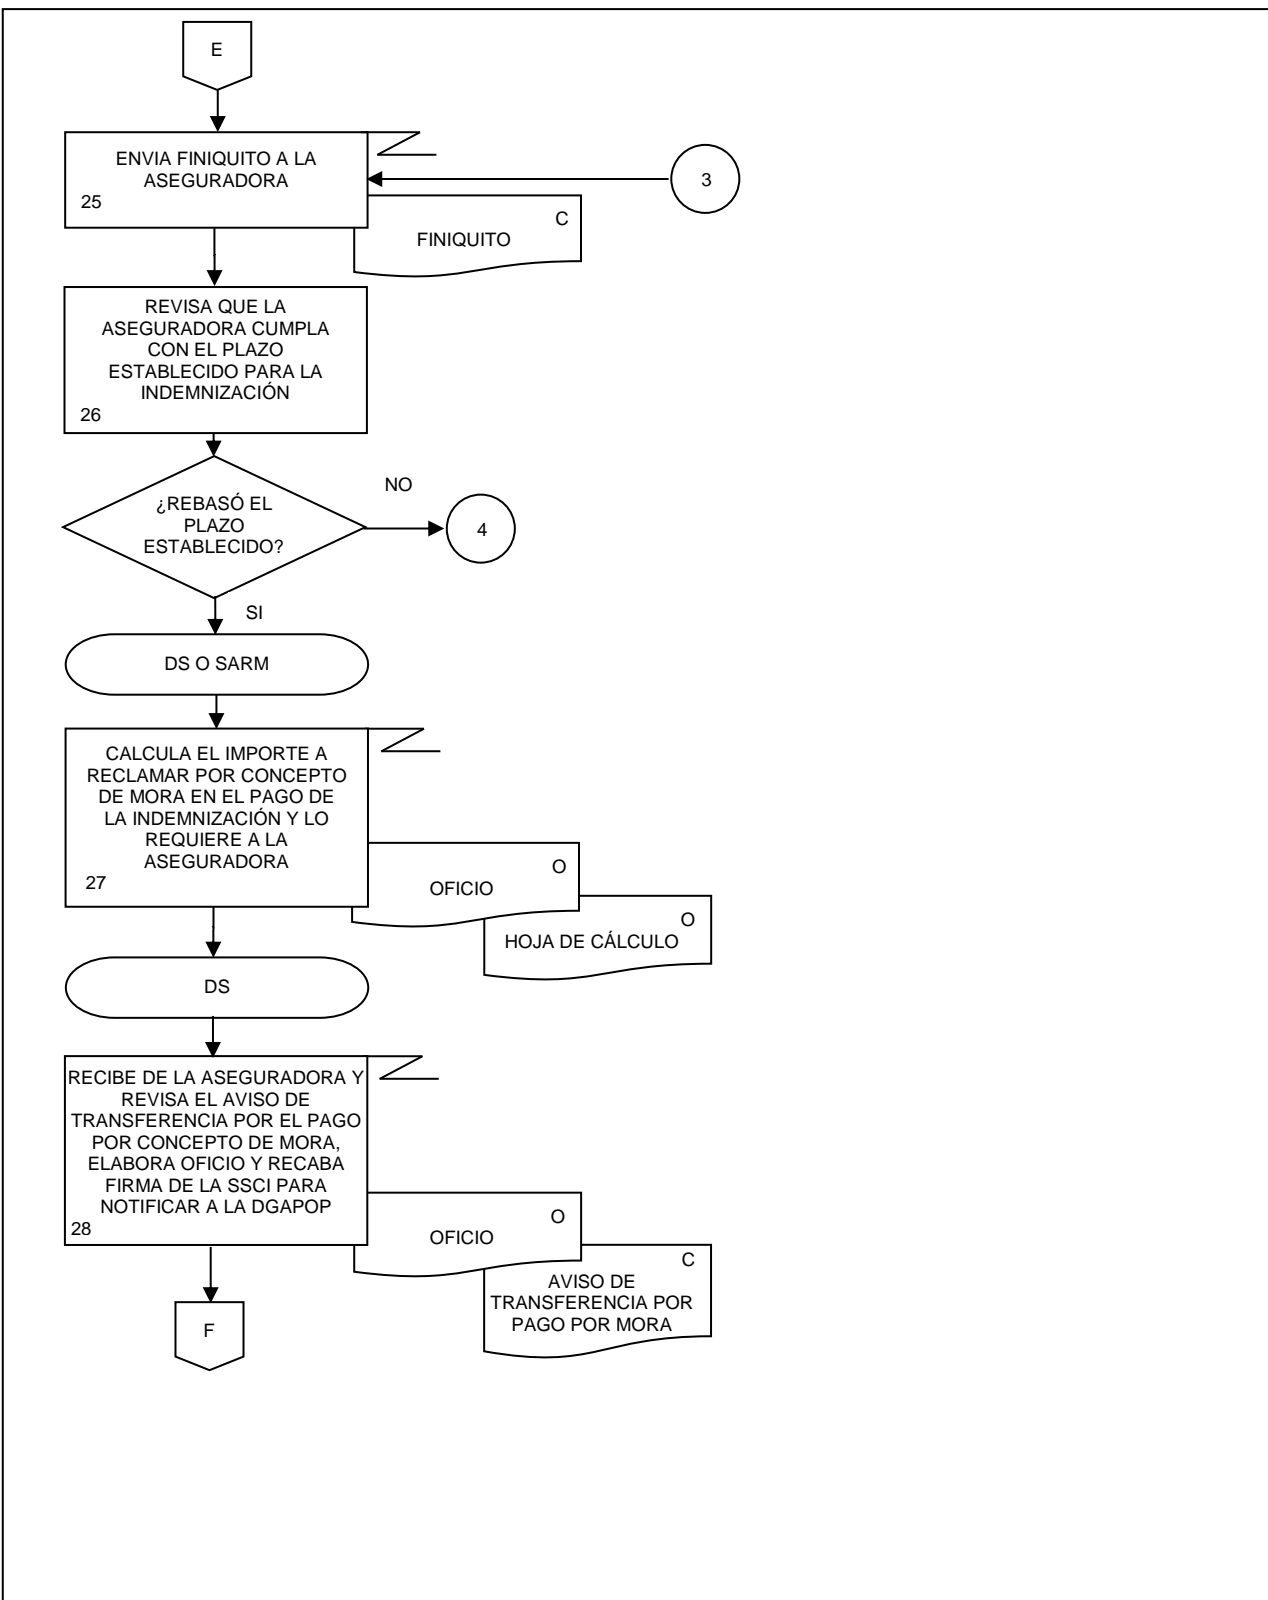 E
ENVIA FINIQUITO A LA
ASEGURADORA
25
3
C
FINIQUITO
REVISA QUE LA
ASEGURADORA CUMPLA
CON EL PLAZO
ESTABLECIDO PARA LA
INDEMNIZACIÓN
26
¿REBASÓ EL
PLAZO
ESTABLECIDO?
NO
4
SI
DS O SARM
CALCULA EL IMPORTE A
RECLAMAR POR CONCEPTO
DE MORA EN EL PAGO DE
LA INDEMNIZACIÓN Y LO
REQUIERE A LA
ASEGURADORA
27
O
OFICIO
O
HOJA DE CÁLCULO
DS
RECIBE DE LA ASEGURADORA Y
REVISA EL AVISO DE
TRANSFERENCIA POR EL PAGO
POR CONCEPTO DE MORA,
ELABORA OFICIO Y RECABA
FIRMA DE LA SSCI PARA
NOTIFICAR A LA DGAPOP
28
O
OFICIO
C
AVISO DE
TRANSFERENCIA POR
PAGO POR MORA
F